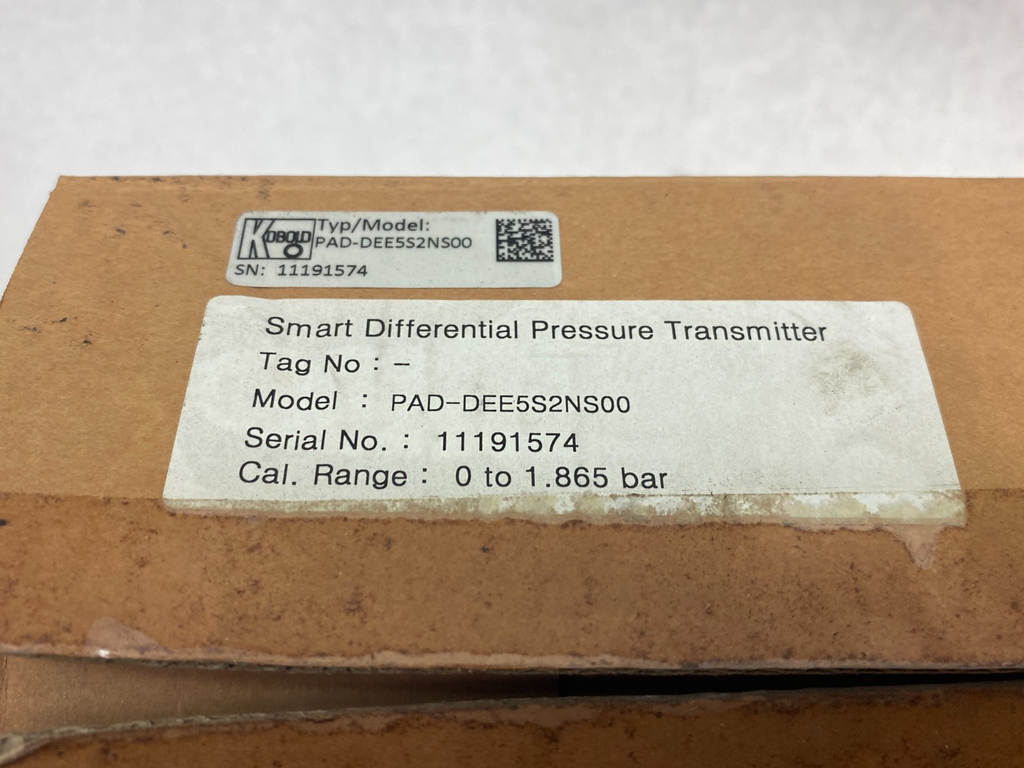 KOBOLD
Typ/Model:
PAD-DEE5S2NS00
SN: 11191574
Smart Differential Pressure Transmitter
Tag No : –
Model : PAD-DEE5S2NS00
Serial No. : 11191574
Cal. Range : 0 to 1.865 bar